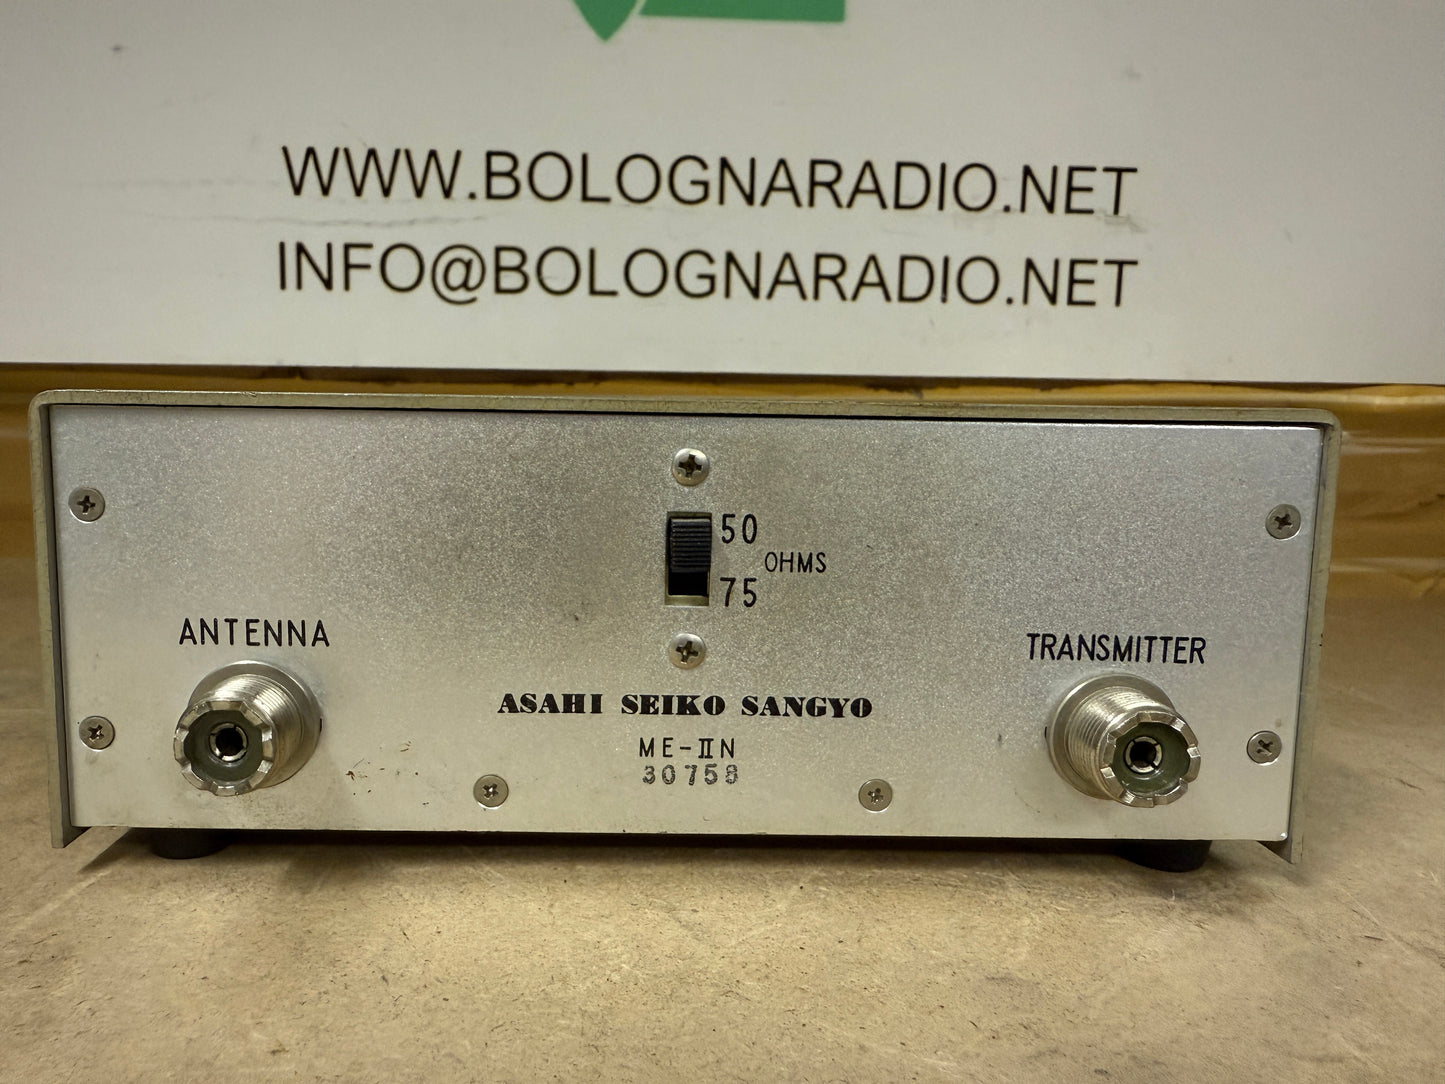 WWW.BOLOGNARADIO.NET
INFO@BOLOGNARADIO.NET
50
OHMS
75
ANTENNA
TRANSMITTER
ASAHI SEIKO SANGYO
ME-IIN
30758